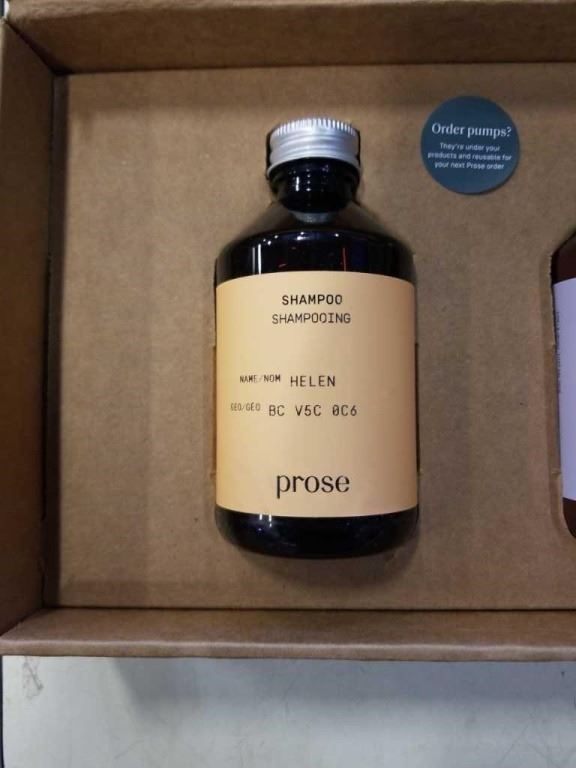 Order pumps?
They're under your
products and reusable for
your next Prose order
SHAMPOO
SHAMPOOING
NAME/NOM HELEN
GEO/GÉO BC V5C 0C6
prose